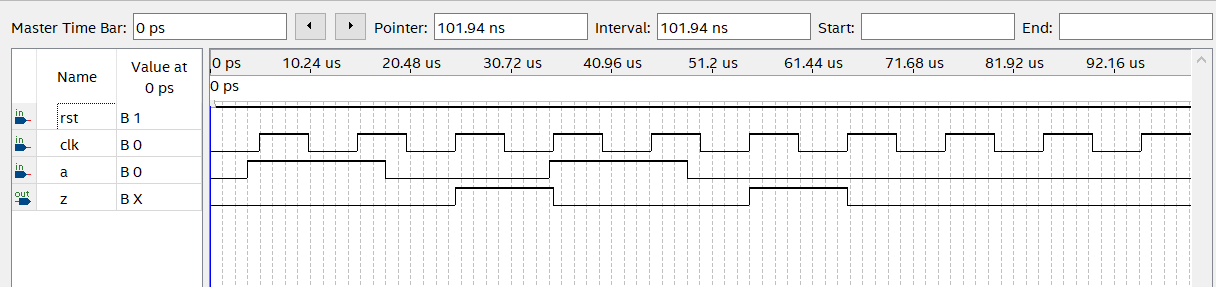 Master Time Bar: 0 ps Pointer: 101.94 ns Interval: 101.94 ns Start: End:
Name Value at 0 ps
0 ps 10.24 us 20.48 us 30.72 us 40.96 us 51.2 us 61.44 us 71.68 us 81.92 us 92.16 us
0 ps
in rst B 1
in clk B 0
in a B 0
out z B X